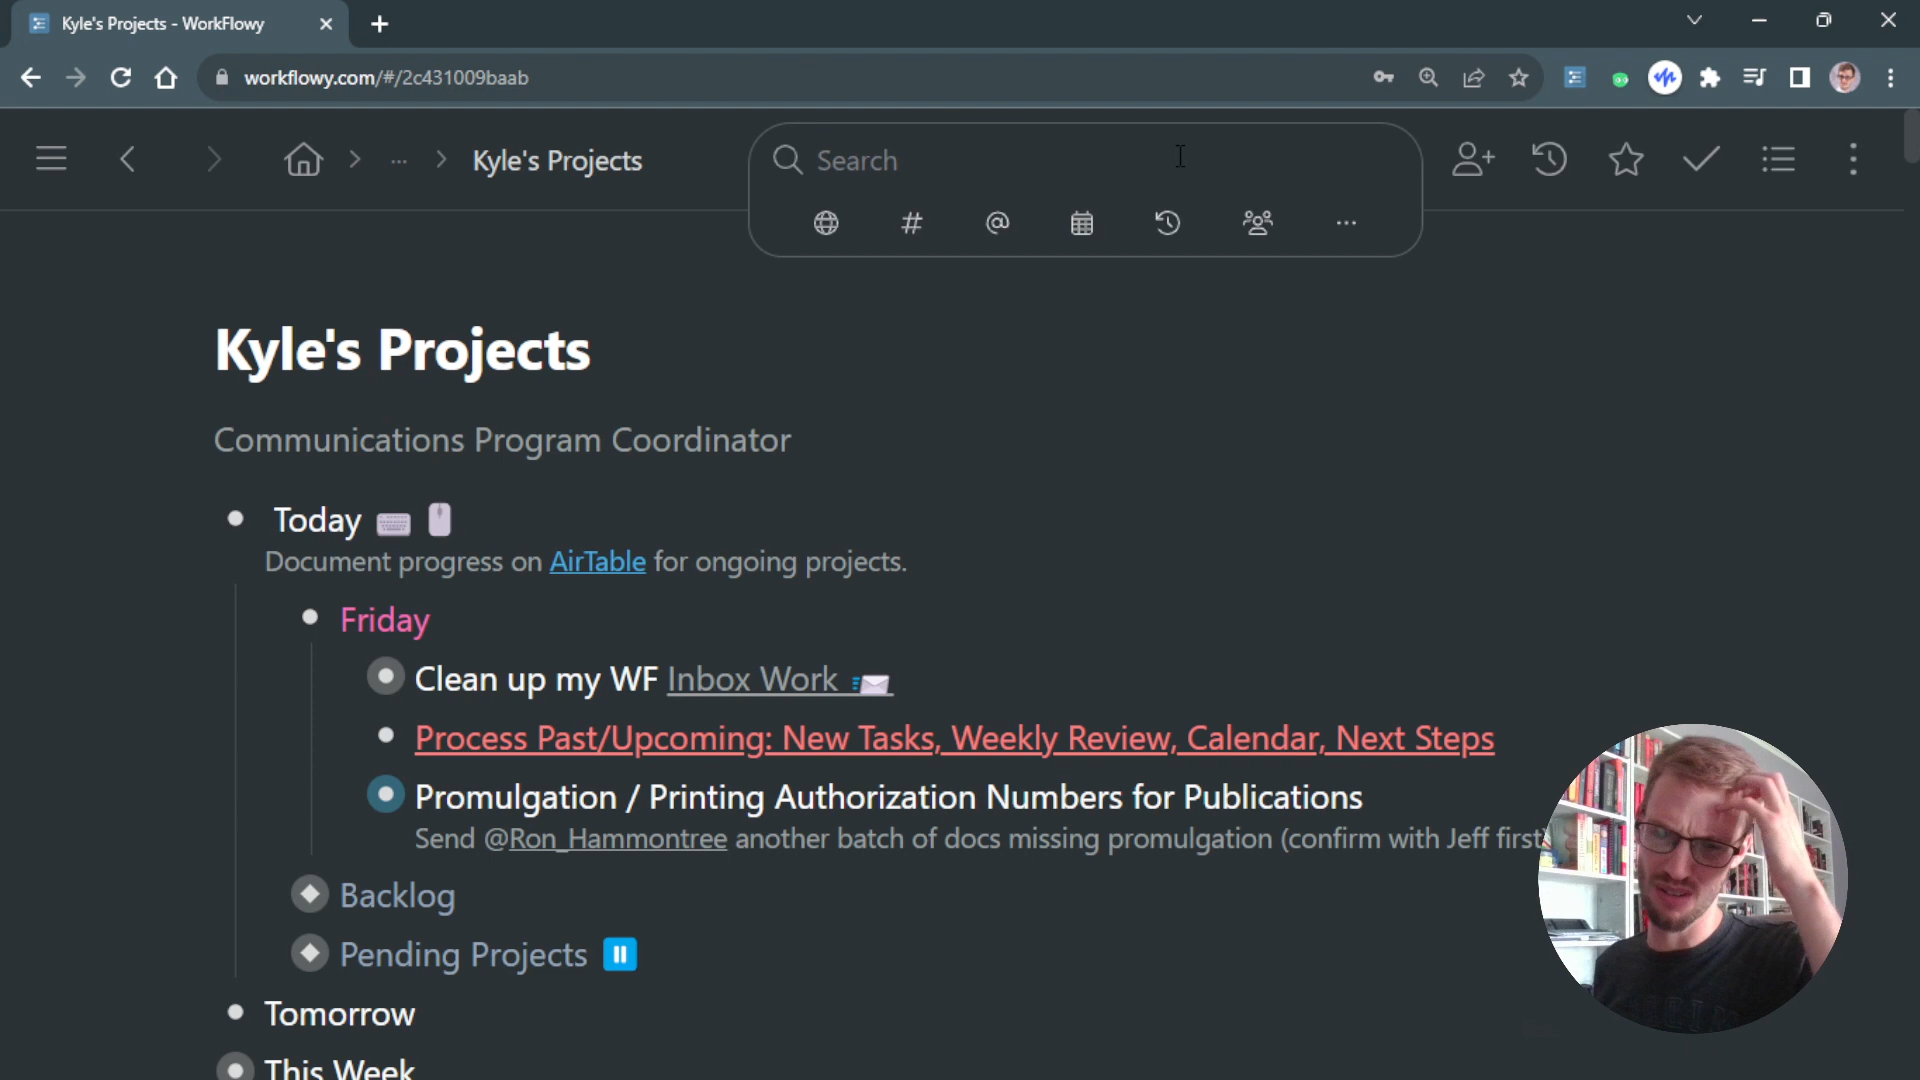 Kyle's Projects - WorkFlowy
workflowy.com/#/2c431009baab
Kyle's Projects
Search
Kyle's Projects
Communications Program Coordinator
Today
Document progress on AirTable for ongoing projects.
Friday
Clean up my WF Inbox Work
Process Past/Upcoming: New Tasks, Weekly Review, Calendar, Next Steps
Promulgation / Printing Authorization Numbers for Publications
Send @Ron_Hammontree another batch of docs missing promulgation (confirm with Jeff first)
Backlog
Pending Projects
Tomorrow
This Week